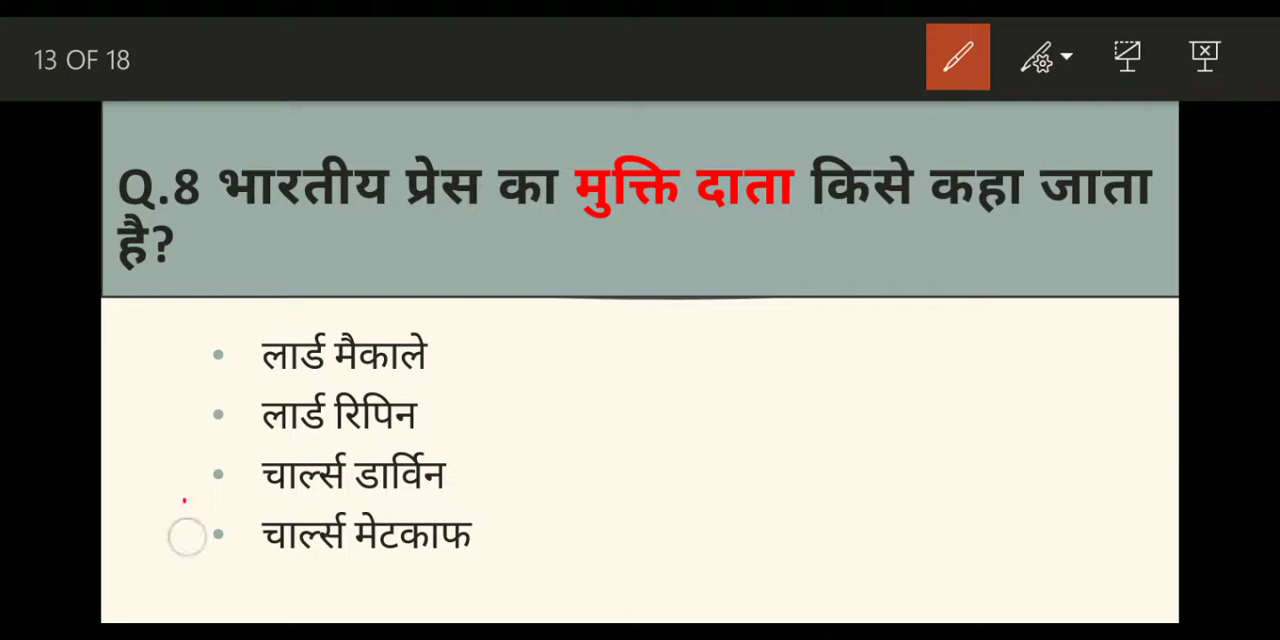 13 OF 18
Q.8 भारतीय प्रेस का मुक्ति दाता किसे कहा जाता
है?
• लार्ड मैकाले
• लार्ड रिपिन
• चार्ल्स डार्विन
• चार्ल्स मेटकाफ